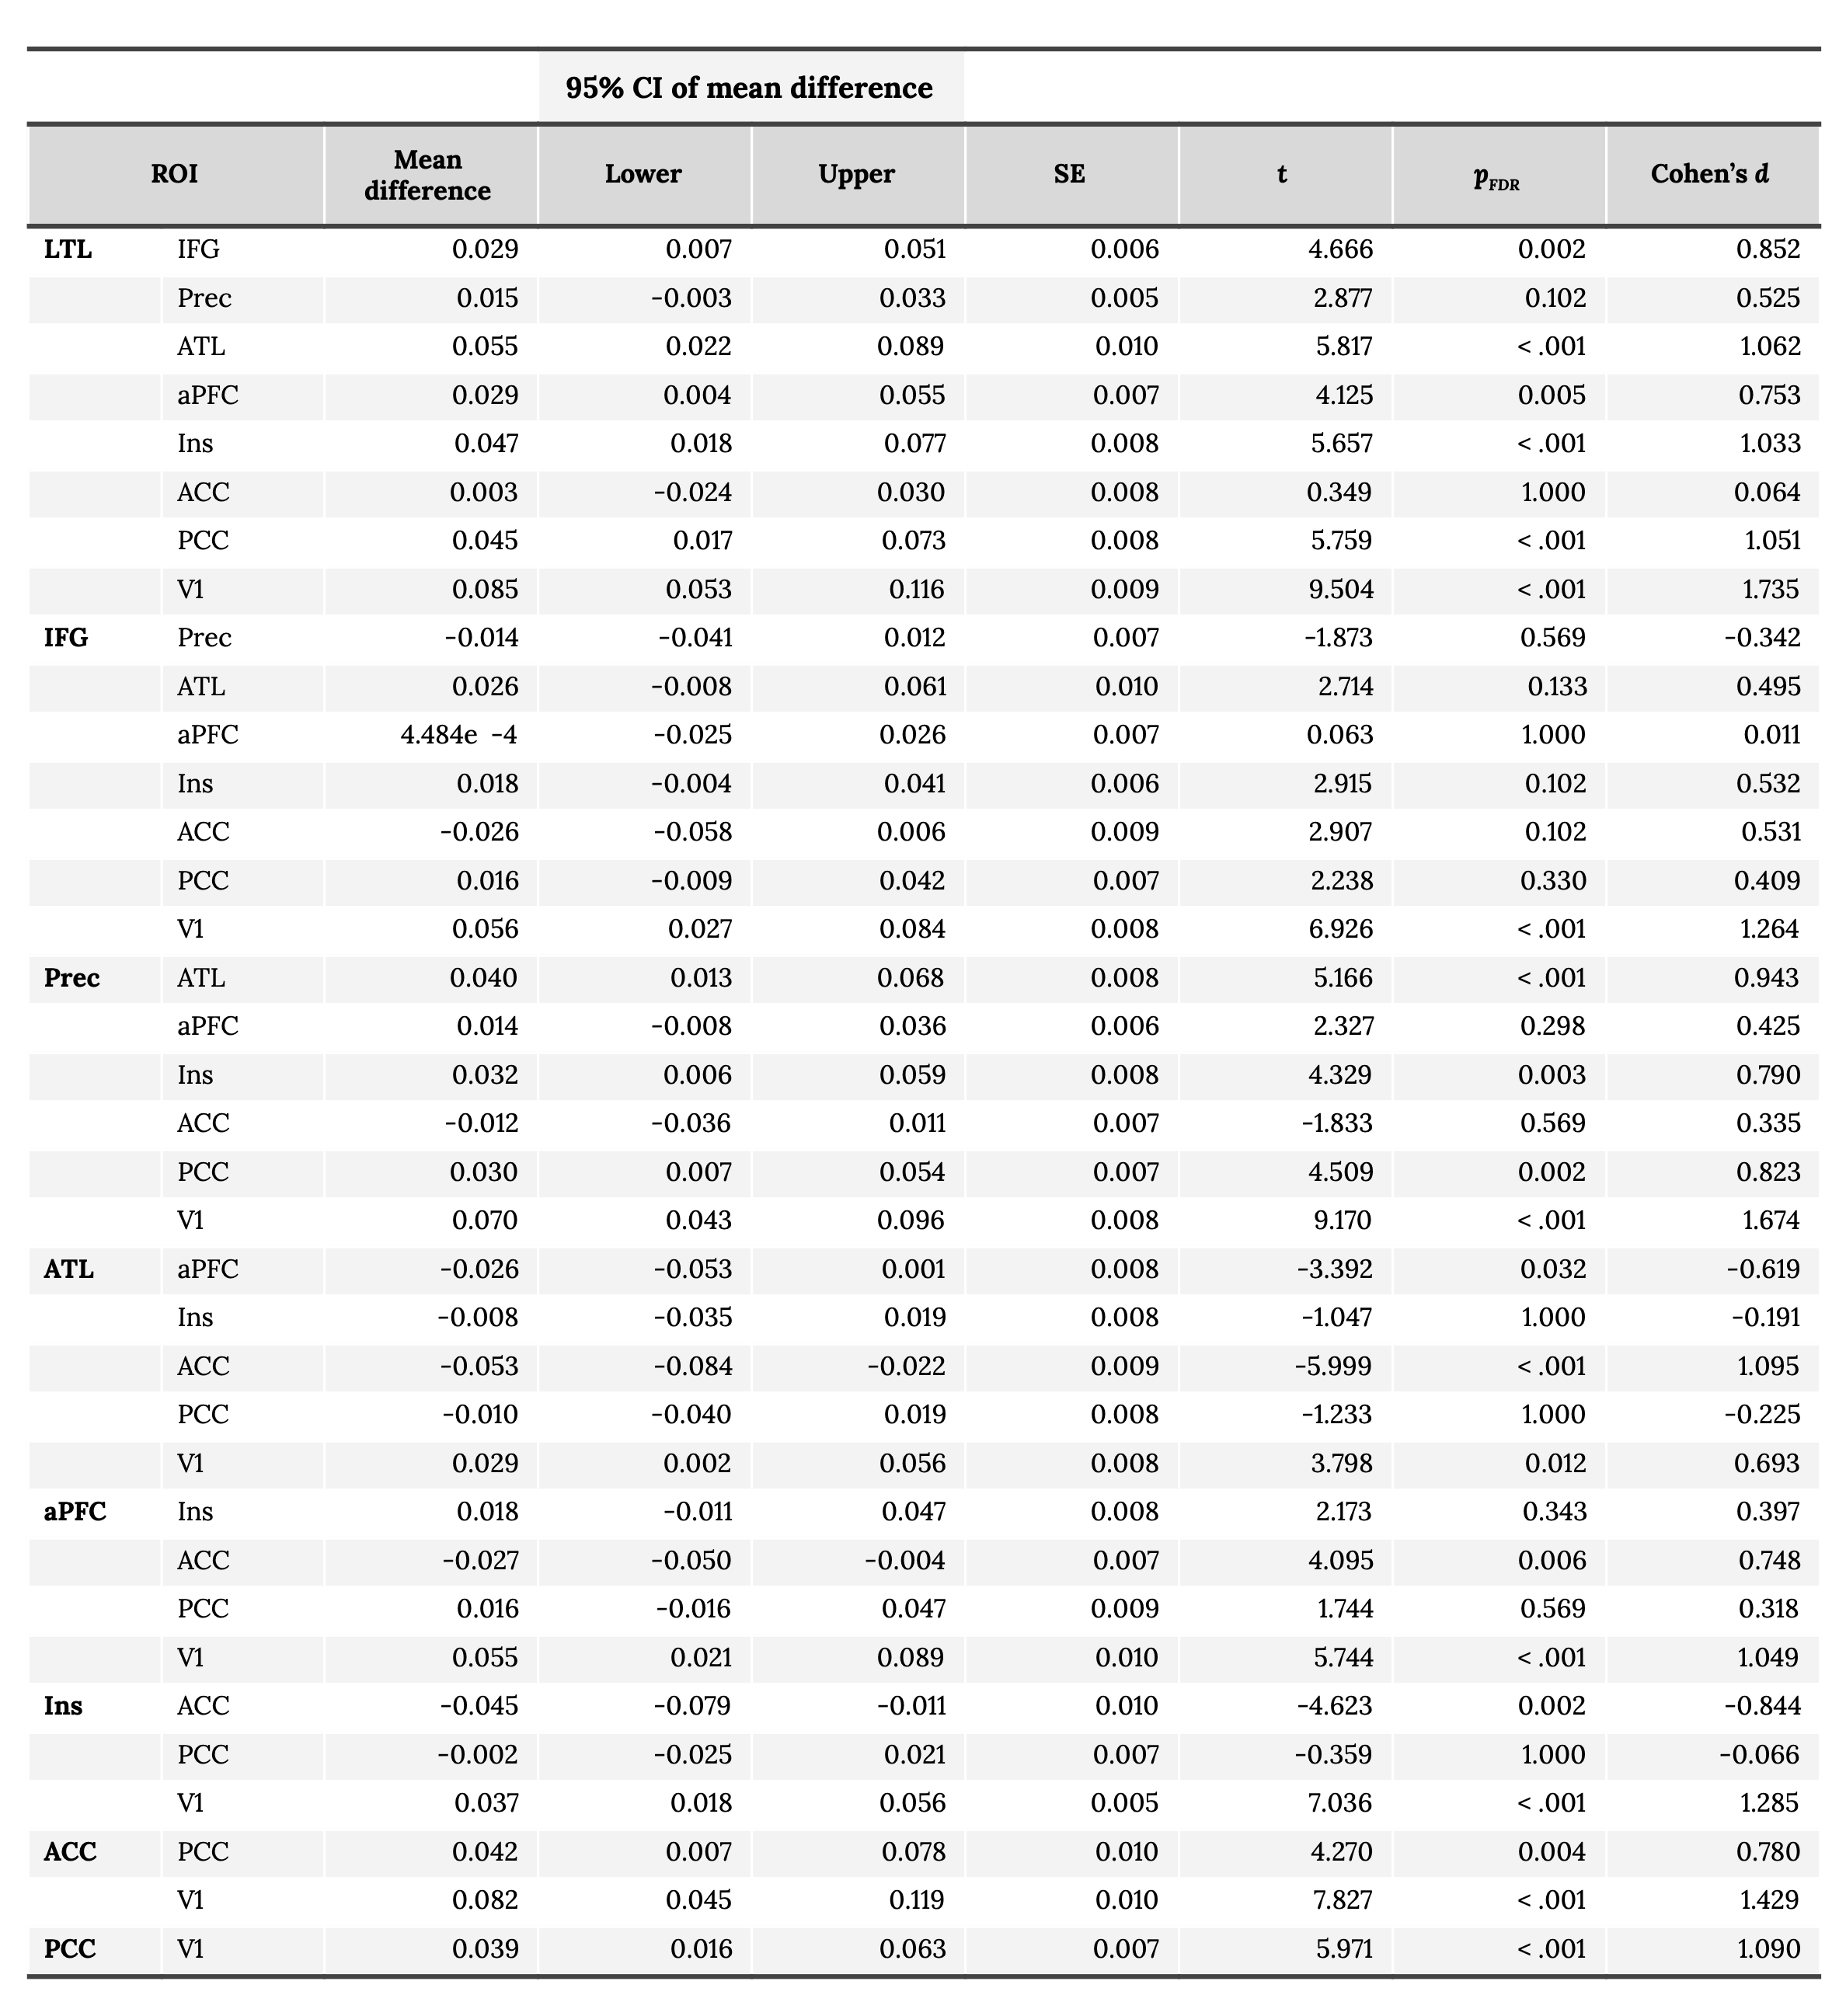 95% CI of mean difference
ROI Mean difference Lower Upper SE t pFDR Cohen's d
LTL IFG 0.029 0.007 0.051 0.006 4.666 0.002 0.852
Prec 0.015 -0.003 0.033 0.005 2.877 0.102 0.525
ATL 0.055 0.022 0.089 0.010 5.817 < .001 1.062
aPFC 0.029 0.004 0.055 0.007 4.125 0.005 0.753
Ins 0.047 0.018 0.077 0.008 5.657 < .001 1.033
ACC 0.003 -0.024 0.030 0.008 0.349 1.000 0.064
PCC 0.045 0.017 0.073 0.008 5.759 < .001 1.051
V1 0.085 0.053 0.116 0.009 9.504 < .001 1.735
IFG Prec -0.014 -0.041 0.012 0.007 -1.873 0.569 -0.342
ATL 0.026 -0.008 0.061 0.010 2.714 0.133 0.495
aPFC 4.484e -4 -0.025 0.026 0.007 0.063 1.000 0.011
Ins 0.018 -0.004 0.041 0.006 2.915 0.102 0.532
ACC -0.026 -0.058 0.006 0.009 2.907 0.102 0.531
PCC 0.016 -0.009 0.042 0.007 2.238 0.330 0.409
V1 0.056 0.027 0.084 0.008 6.926 < .001 1.264
Prec ATL 0.040 0.013 0.068 0.008 5.166 < .001 0.943
aPFC 0.014 -0.008 0.036 0.006 2.327 0.298 0.425
Ins 0.032 0.006 0.059 0.008 4.329 0.003 0.790
ACC -0.012 -0.036 0.011 0.007 -1.833 0.569 0.335
PCC 0.030 0.007 0.054 0.007 4.509 0.002 0.823
V1 0.070 0.043 0.096 0.008 9.170 < .001 1.674
ATL aPFC -0.026 -0.053 0.001 0.008 -3.392 0.032 -0.619
Ins -0.008 -0.035 0.019 0.008 -1.047 1.000 -0.191
ACC -0.053 -0.084 -0.022 0.009 -5.999 < .001 1.095
PCC -0.010 -0.040 0.019 0.008 -1.233 1.000 -0.225
V1 0.029 0.002 0.056 0.008 3.798 0.012 0.693
aPFC Ins 0.018 -0.011 0.047 0.008 2.173 0.343 0.397
ACC -0.027 -0.050 -0.004 0.007 4.095 0.006 0.748
PCC 0.016 -0.016 0.047 0.009 1.744 0.569 0.318
V1 0.055 0.021 0.089 0.010 5.744 < .001 1.049
Ins ACC -0.045 -0.079 -0.011 0.010 -4.623 0.002 -0.844
PCC -0.002 -0.025 0.021 0.007 -0.359 1.000 -0.066
V1 0.037 0.018 0.056 0.005 7.036 < .001 1.285
ACC PCC 0.042 0.007 0.078 0.010 4.270 0.004 0.780
V1 0.082 0.045 0.119 0.010 7.827 < .001 1.429
PCC V1 0.039 0.016 0.063 0.007 5.971 < .001 1.090